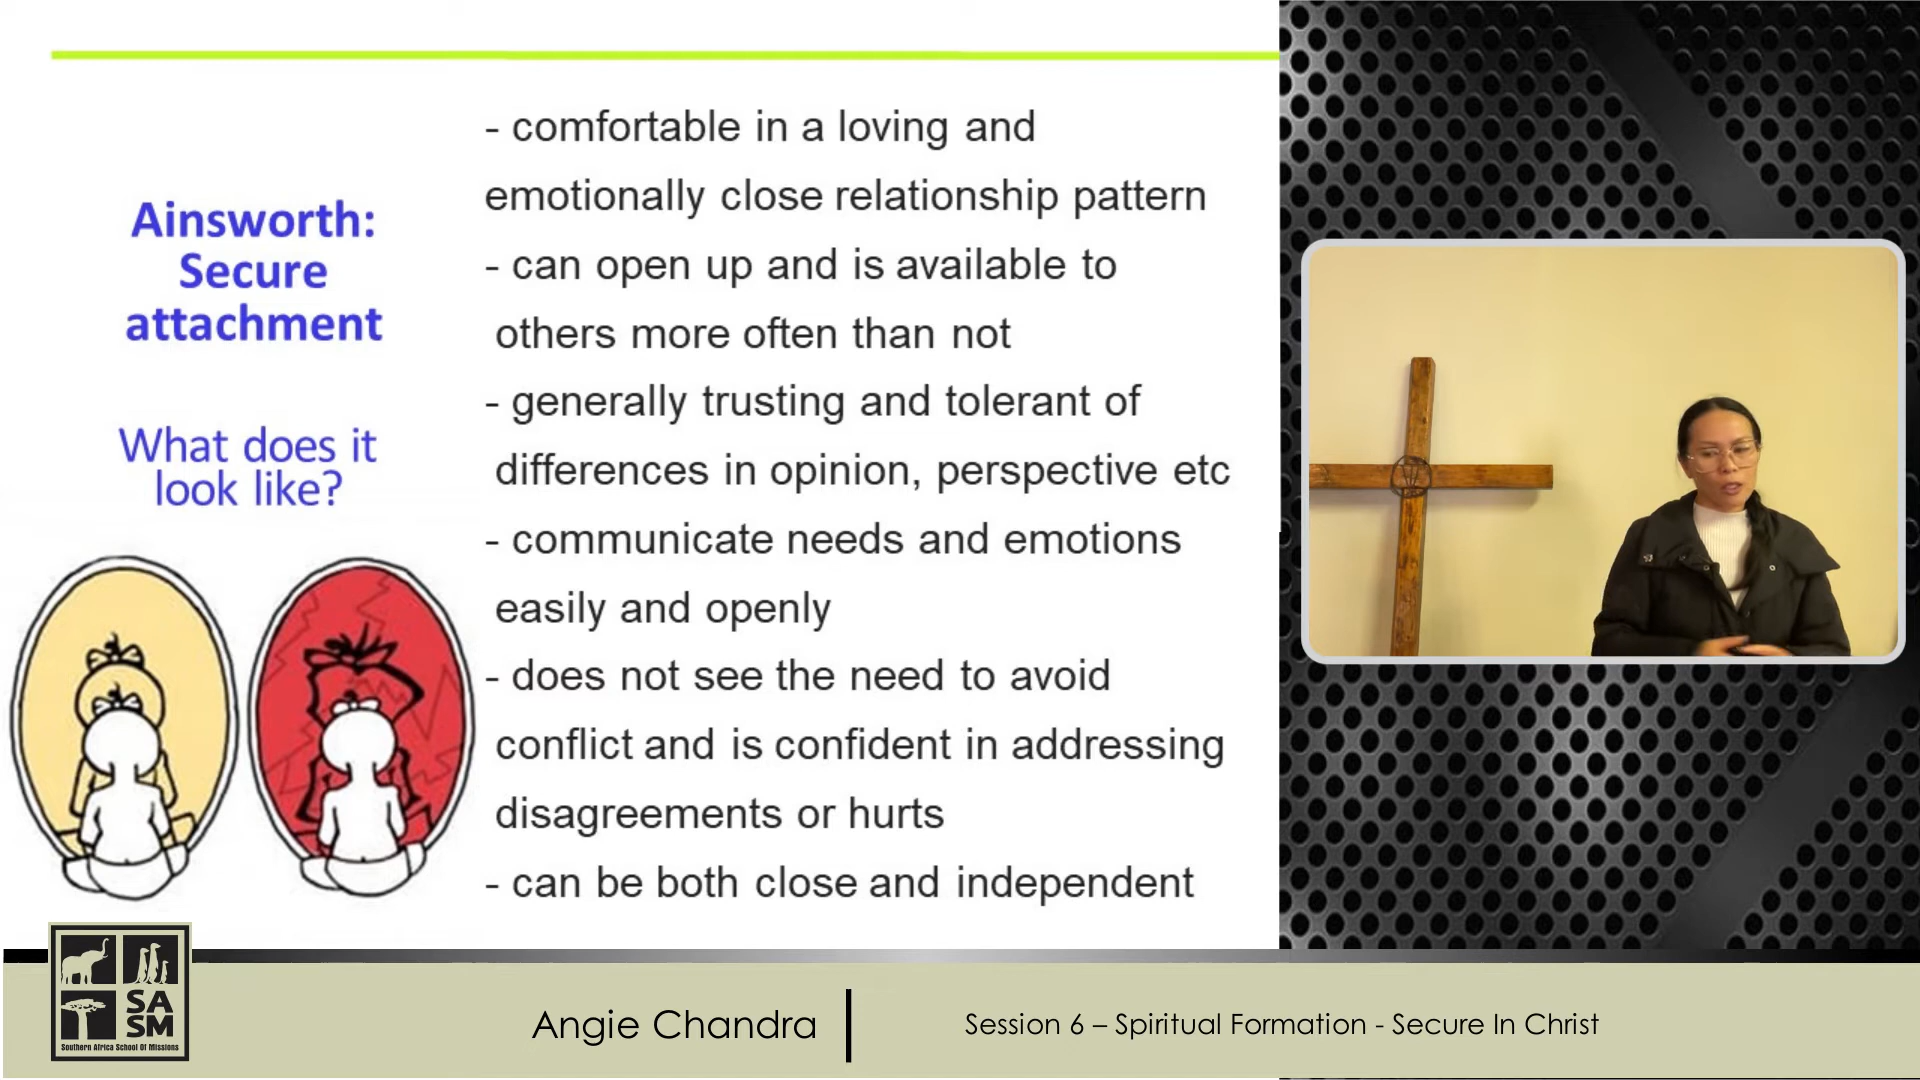 Ainsworth:
Secure
attachment
What does it
look like?
- comfortable in a loving and
emotionally close relationship pattern
- can open up and is available to
others more often than not
- generally trusting and tolerant of
differences in opinion, perspective etc
- communicate needs and emotions
easily and openly
- does not see the need to avoid
conflict and is confident in addressing
disagreements or hurts
- can be both close and independent
SA
SM
Southern Africa School Of Missions
Angie Chandra
Session 6 – Spiritual Formation - Secure In Christ